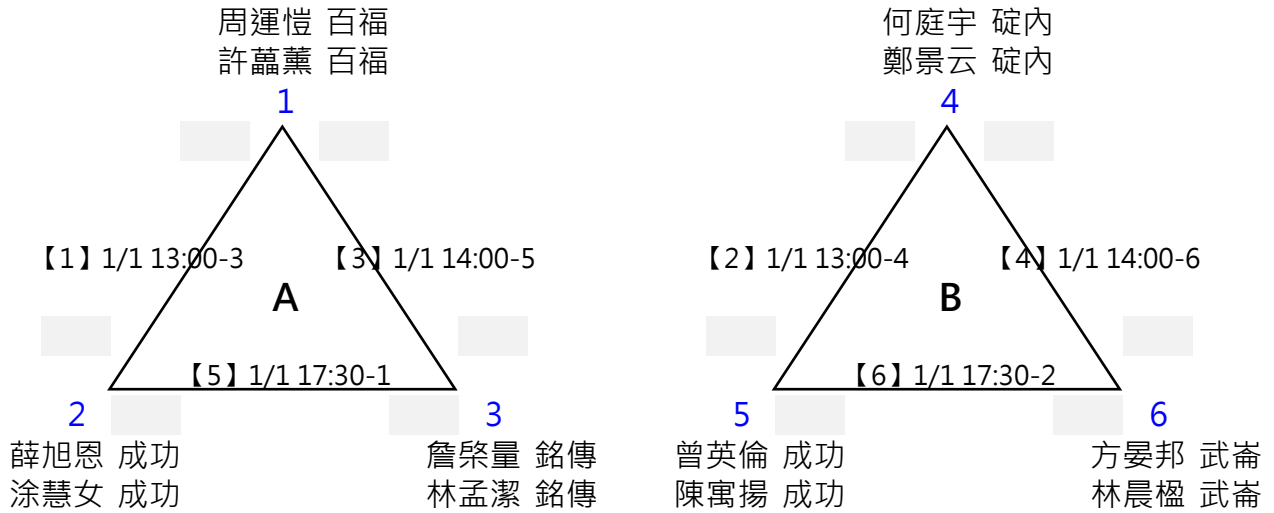 周運愷 百福
許藟薰 百福
1
【1】1/1 13:00-3
【3】1/1 14:00-5
A
【5】1/1 17:30-1
2
3
薛旭恩 成功
涂慧女 成功
詹棨量 銘傳
林孟潔 銘傳
何庭宇 碇內
鄭景云 碇內
4
【2】1/1 13:00-4
【4】1/1 14:00-6
B
【6】1/1 17:30-2
5
6
曾英倫 成功
陳寓揚 成功
方晏邦 武崙
林晨楹 武崙